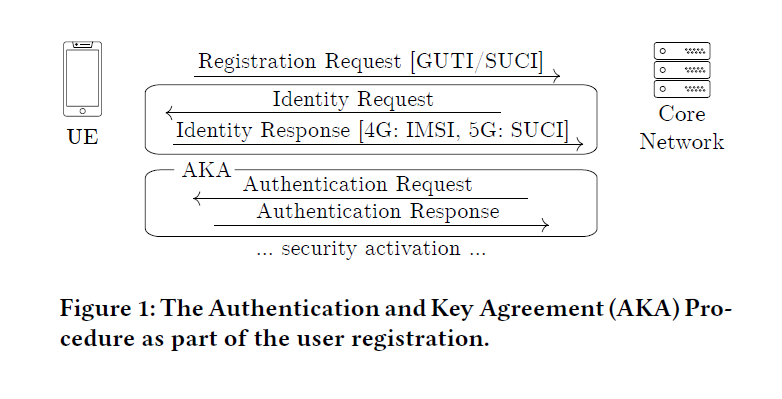 Registration Request [GUTI/SUCI]
Identity Request
Identity Response [4G: IMSI, 5G: SUCI]
UE
Core
Network
AKA
Authentication Request
Authentication Response
... security activation ...
Figure 1: The Authentication and Key Agreement (AKA) Pro-
cedure as part of the user registration.